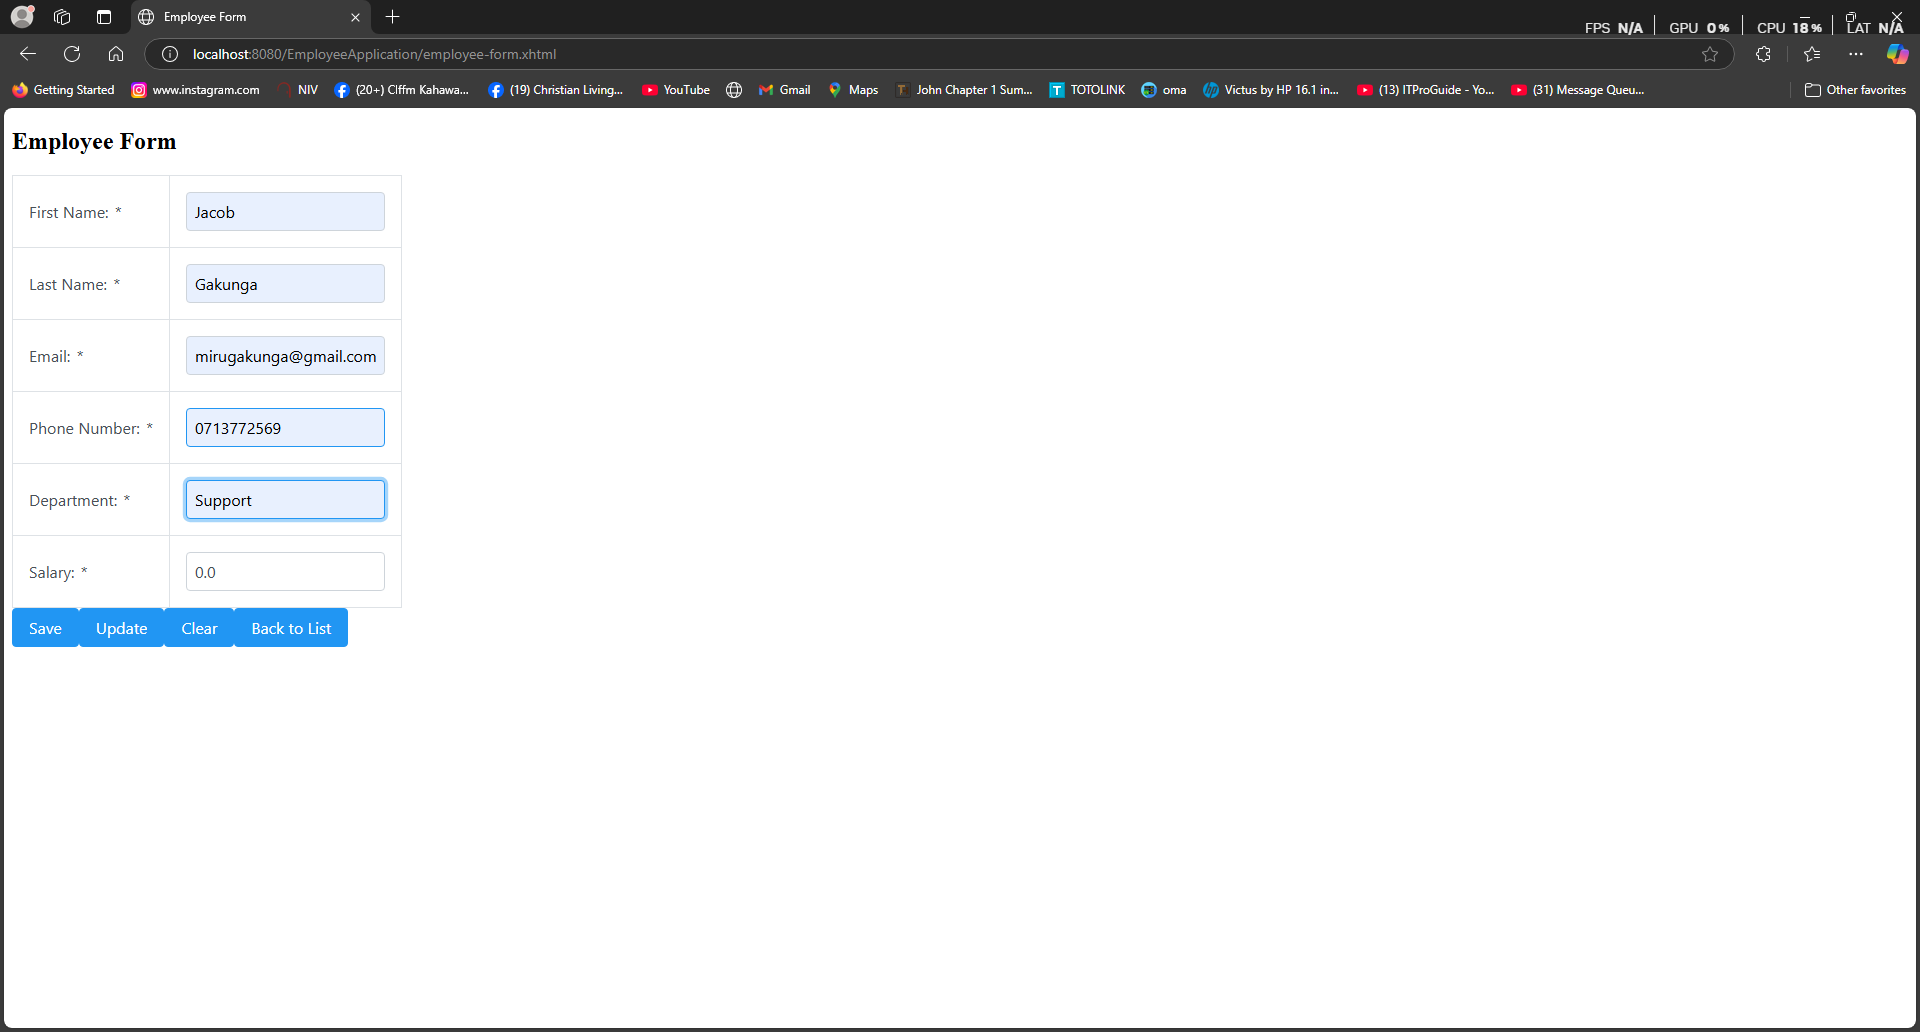 Employee Form
FPS N/A GPU 0% CPU 18% LAT N/A
localhost:8080/EmployeeApplication/employee-form.xhtml
Getting Started www.instagram.com NIV (20+) Clffm Kahawa... (19) Christian Living... YouTube Gmail Maps John Chapter 1 Sum... TOTOLINK oma Victus by HP 16.1 in... (13) ITProGuide - Yo... (31) Message Queu... Other favorites
Employee Form
First Name: * Jacob
Last Name: * Gakunga
Email: * mirugakunga@gmail.com
Phone Number: * 0713772569
Department: * Support
Salary: * 0.0
Save Update Clear Back to List